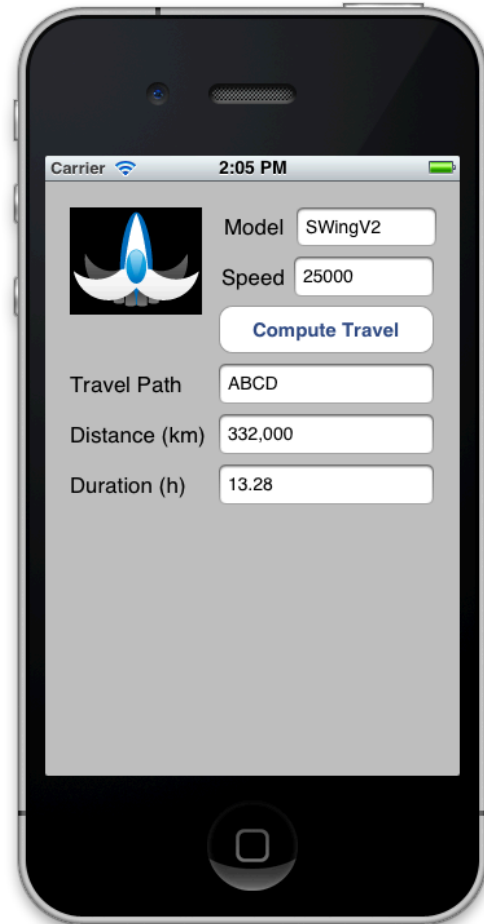 Carrier 2:05 PM
Model SWingV2
Speed 25000
Compute Travel
Travel Path ABCD
Distance (km) 332,000
Duration (h) 13.28